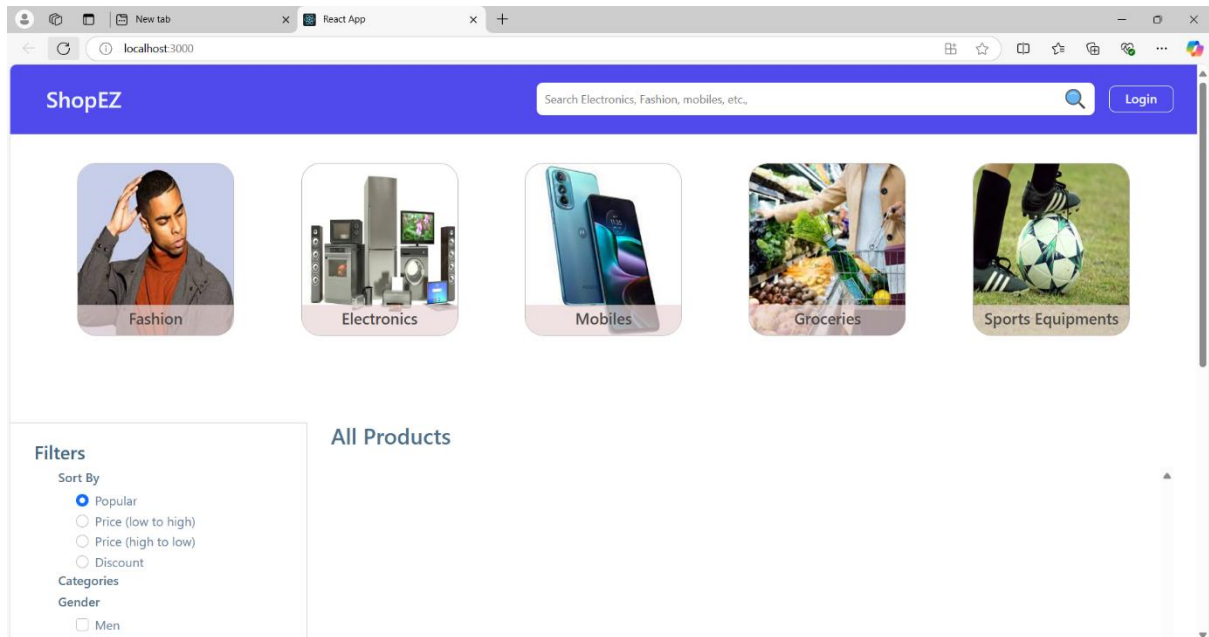 New tab
React App
localhost:3000
ShopEZ
Search Electronics, Fashion, mobiles, etc.,
Login
Fashion
Electronics
Mobiles
Groceries
Sports Equipments
All Products
Filters
Sort By
Popular
Price (low to high)
Price (high to low)
Discount
Categories
Gender
Men